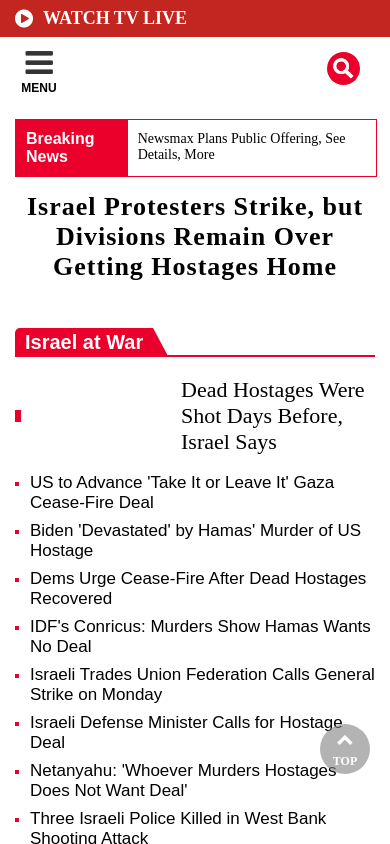 WATCH TV LIVE
MENU
Breaking
News
Newsmax Plans Public Offering, See
Details, More
Israel Protesters Strike, but
Divisions Remain Over
Getting Hostages Home
Israel at War
Dead Hostages Were
Shot Days Before,
Israel Says
US to Advance 'Take It or Leave It' Gaza
Cease-Fire Deal
Biden 'Devastated' by Hamas' Murder of US
Hostage
Dems Urge Cease-Fire After Dead Hostages
Recovered
IDF's Conricus: Murders Show Hamas Wants
No Deal
Israeli Trades Union Federation Calls General
Strike on Monday
Israeli Defense Minister Calls for Hostage
Deal
Netanyahu: 'Whoever Murders Hostages
Does Not Want Deal'
TOP
Three Israeli Police Killed in West Bank
Shooting Attack